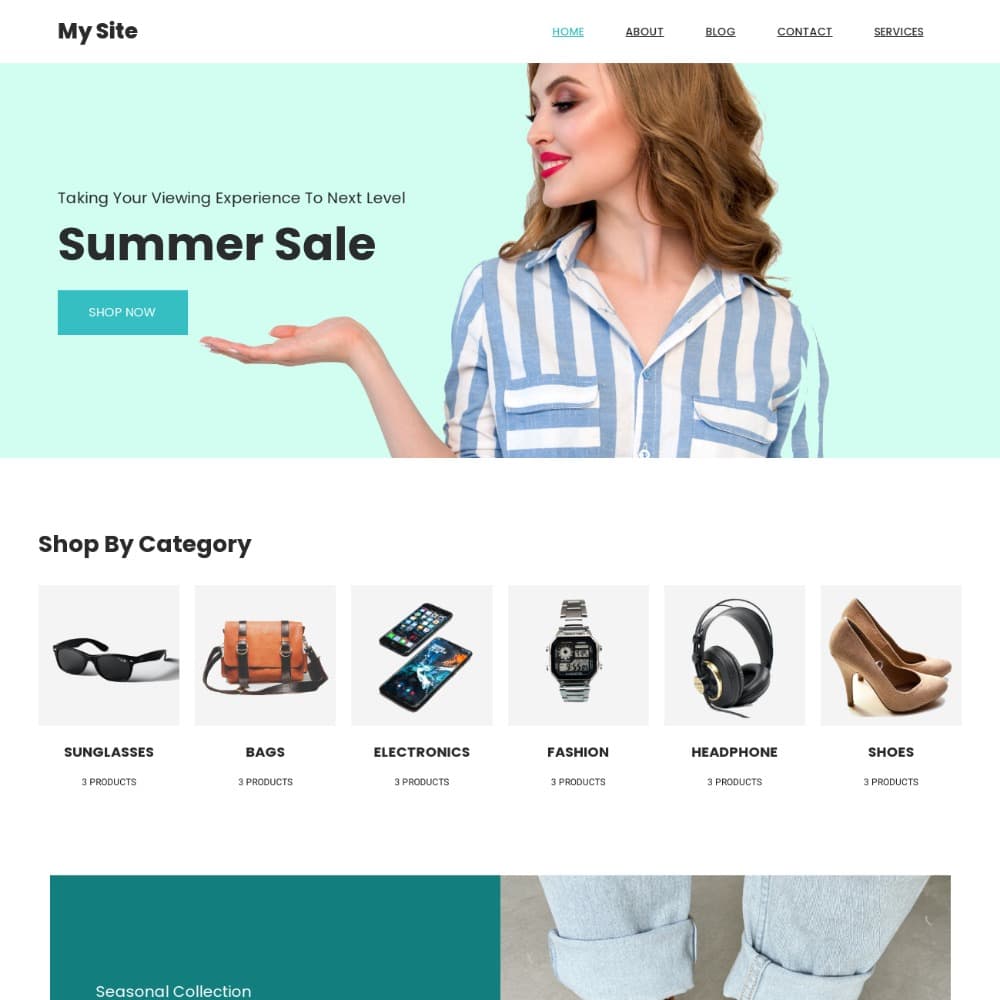 My Site
HOME ABOUT BLOG CONTACT SERVICES
Taking Your Viewing Experience To Next Level
Summer Sale
SHOP NOW
Shop By Category
SUNGLASSES BAGS ELECTRONICS FASHION HEADPHONE SHOES
3 PRODUCTS 3 PRODUCTS 3 PRODUCTS 3 PRODUCTS 3 PRODUCTS 3 PRODUCTS
Seasonal Collection